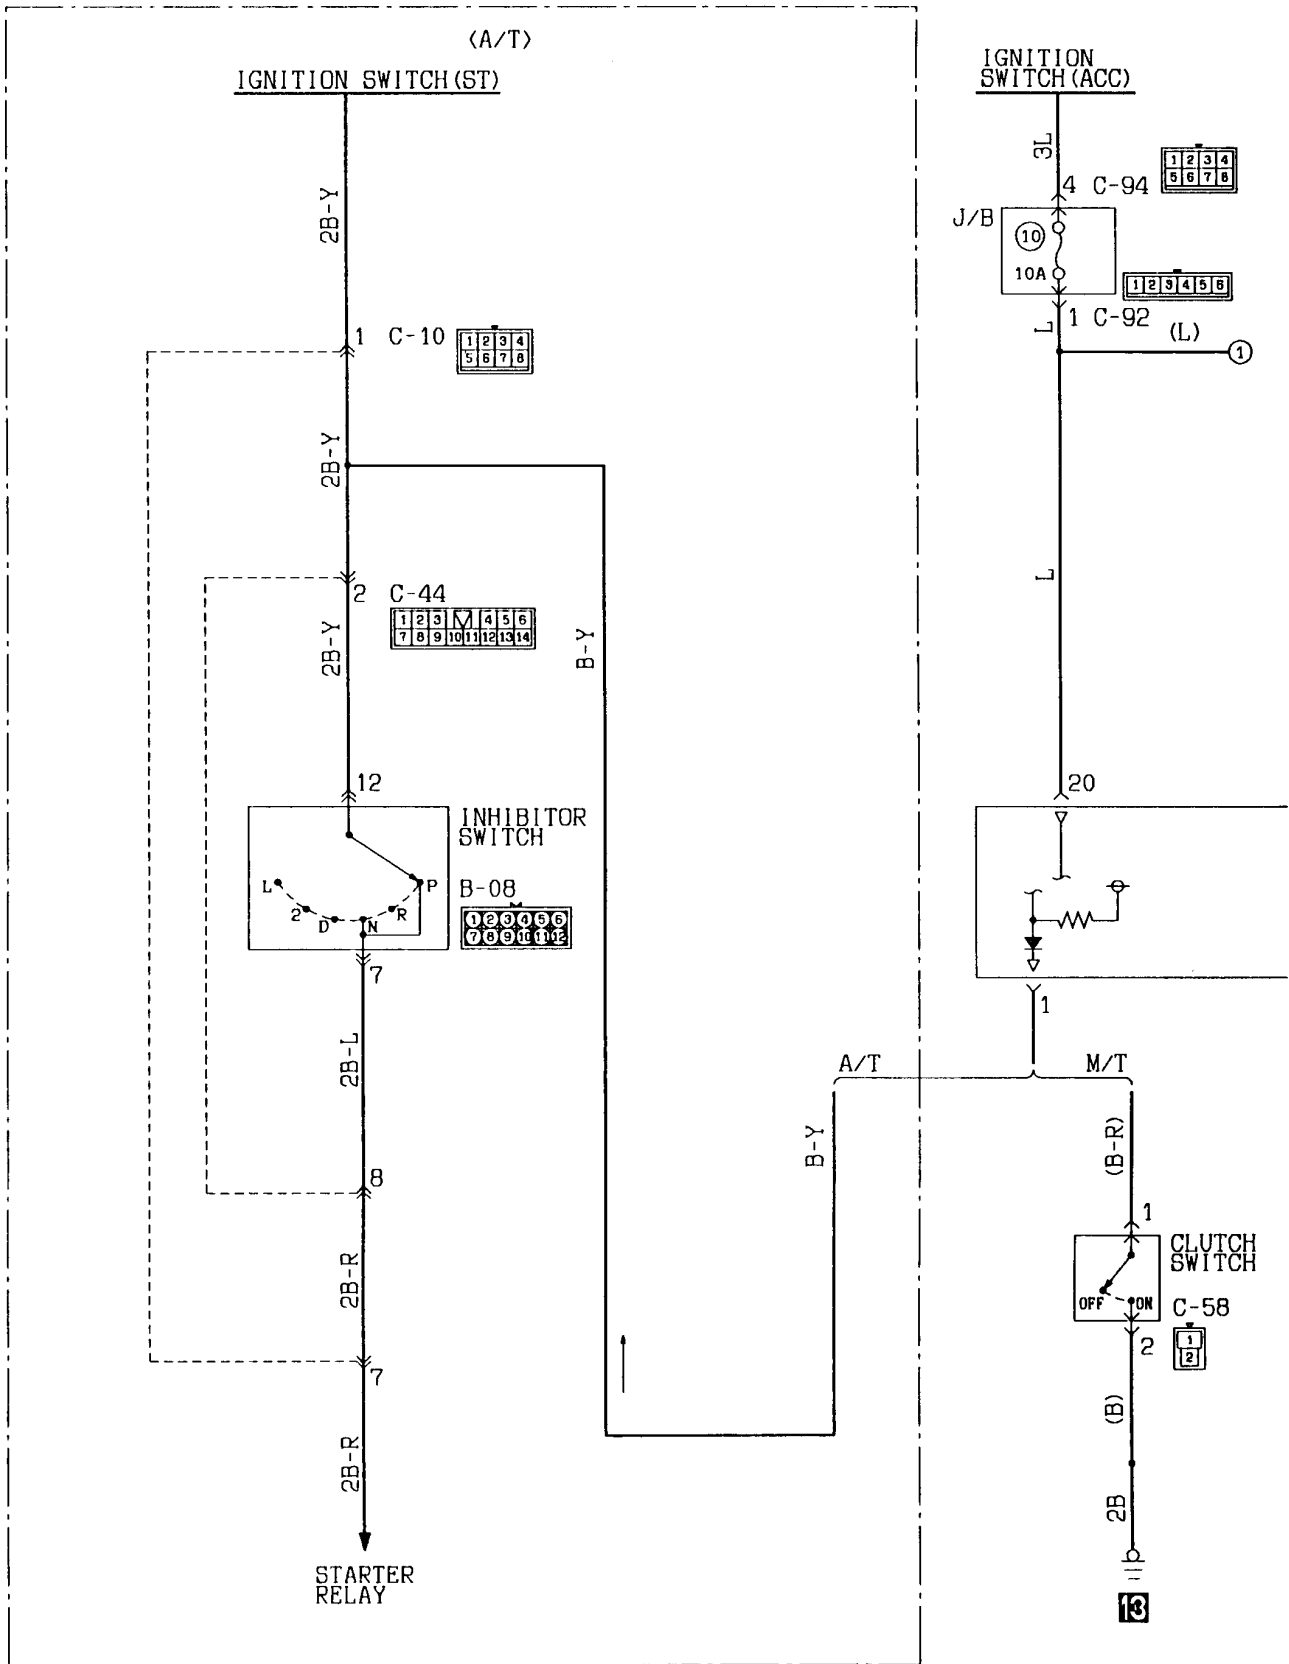 〈A/T〉
IGNITION SWITCH(ST)
2B-Y
1 C-10
1 2 3 4
5 6 7 8
2B-Y
2 C-44
1 2 3 4 5 6
7 8 9 10 11 12 13 14
2B-Y
B-Y
12
INHIBITOR
SWITCH
L 2 D N R P
B-08
1 2 3 4 5 6
7 8 9 10 11 12
7
2B-L
8
2B-R
7
2B-R
STARTER
RELAY
IGNITION
SWITCH(ACC)
3L
4 C-94
1 2 3 4
5 6 7 8
J/B
10
10A
1 2 3 4 5 6
1 C-92
L
(L)
1
L
20
1
A/T
M/T
B-Y
(B-R)
1
CLUTCH
SWITCH
OFF ON
C-58
1
2
2
(B)
2B
13